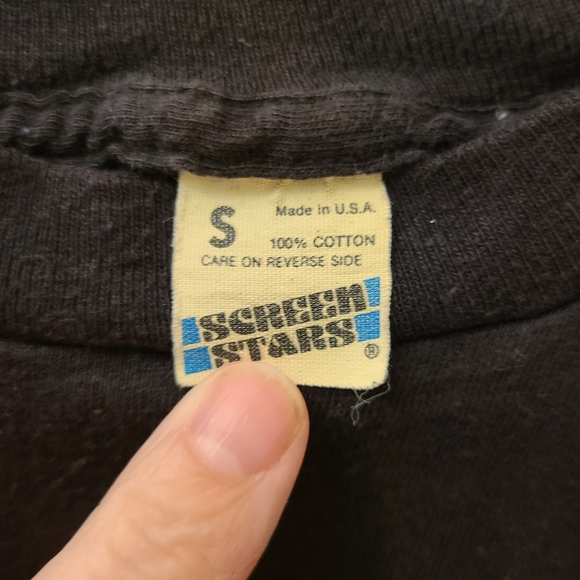 S
Made in U.S.A.
100% COTTON
CARE ON REVERSE SIDE
SCREEN
STARS
®